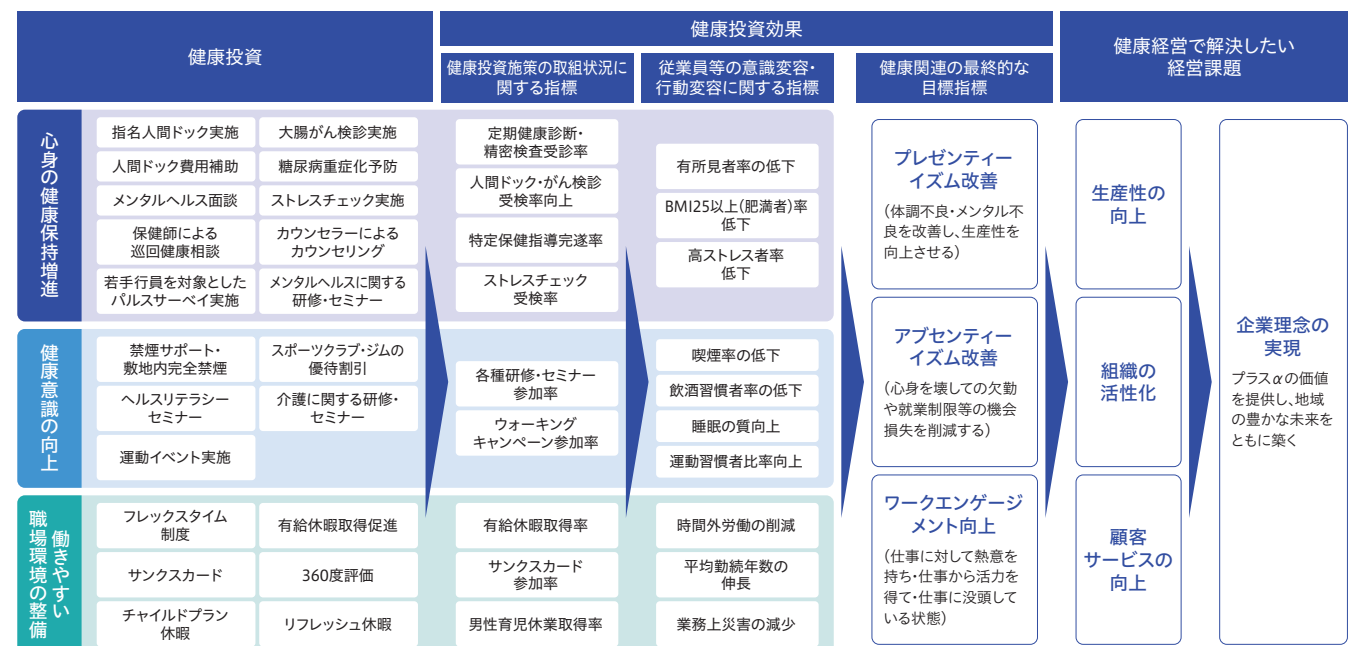 健康投資
健康投資効果
健康経営で解決したい
経営課題
健康投資施策の取組状況に
関する指標
従業員等の意識変容・
行動変容に関する指標
健康関連の最終的な
目標指標
心身の健康保持増進
指名人間ドック実施
大腸がん検診実施
人間ドック費用補助
糖尿病重症化予防
メンタルヘルス面談
ストレスチェック実施
保健師による
巡回健康相談
カウンセラーによる
カウンセリング
若手行員を対象とした
パルスサーベイ実施
メンタルヘルスに関する
研修・セミナー
定期健康診断・
精密検査受診率
人間ドック・がん検診
受検率向上
特定保健指導完遂率
ストレスチェック
受検率
有所見者率の低下
BMI25以上(肥満者)率
低下
高ストレス者率
低下
健康意識の向上
禁煙サポート・
敷地内完全禁煙
スポーツクラブ・ジムの
優待割引
ヘルスリテラシー
セミナー
介護に関する研修・
セミナー
運動イベント実施
各種研修・セミナー
参加率
ウォーキング
キャンペーン参加率
喫煙率の低下
飲酒習慣者率の低下
睡眠の質向上
運動習慣者比率向上
働きやすい
職場環境の整備
フレックスタイム
制度
有給休暇取得促進
サンクスカード
360度評価
チャイルドプラン
休暇
リフレッシュ休暇
有給休暇取得率
サンクスカード
参加率
男性育児休業取得率
時間外労働の削減
平均勤続年数の
伸長
業務上災害の減少
プレゼンティー
イズム改善
(体調不良・メンタル不
良を改善し、生産性を
向上させる)
アブセンティー
イズム改善
(心身を壊しての欠勤
や就業制限等の機会
損失を削減する)
ワークエンゲージ
メント向上
(仕事に対して熱意を
持ち・仕事から活力を
得て・仕事に没頭して
いる状態)
生産性の
向上
組織の
活性化
顧客
サービスの
向上
企業理念の
実現
プラスαの価値
を提供し、地域
の豊かな未来を
ともに築く